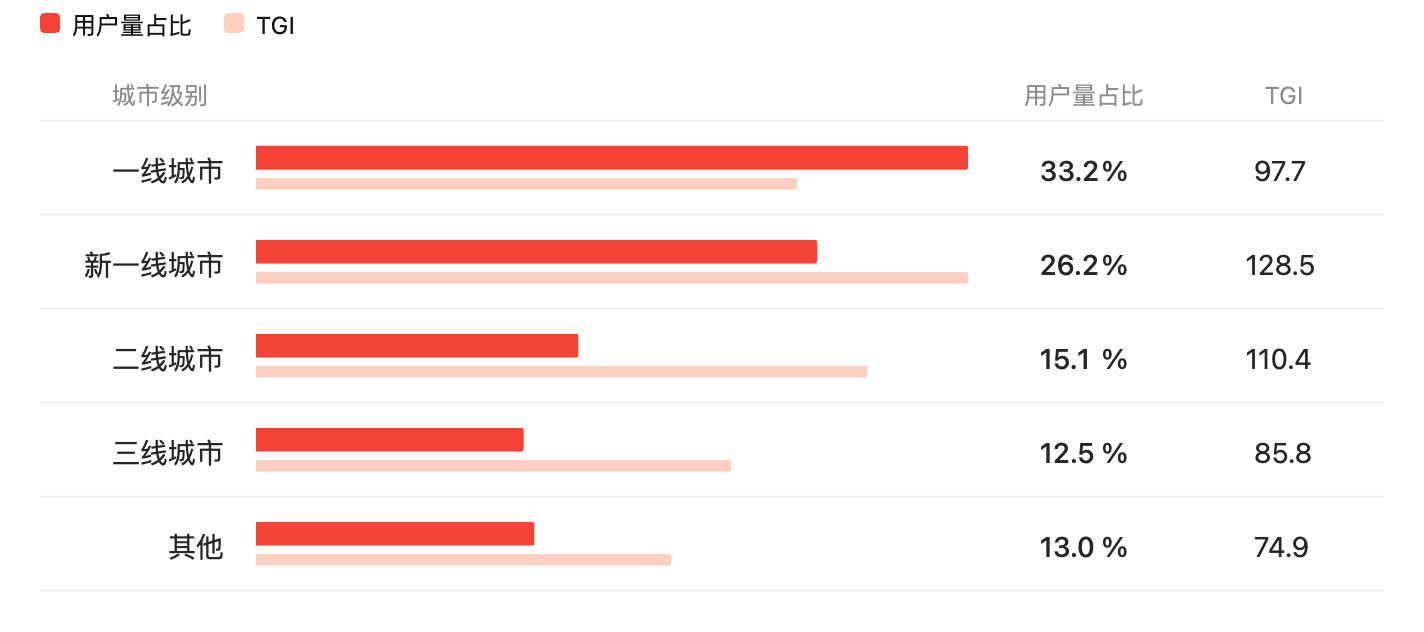 用户量占比 TGI
城市级别 用户量占比 TGI
一线城市 33.2% 97.7
新一线城市 26.2% 128.5
二线城市 15.1 % 110.4
三线城市 12.5 % 85.8
其他 13.0 % 74.9